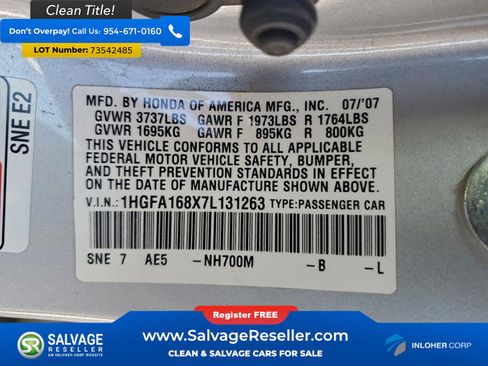 Clean Title!
Don't Overpay! Call Us: 954-671-0160
LOT Number: 73542485
SNE E2
MFD. BY HONDA OF AMERICA MFG., INC. 07/'07
GVWR 3737LBS GAWR F 1973LBS R 1764LBS
GVWR 1695KG GAWR F 895KG R 800KG
THIS VEHICLE CONFORMS TO ALL APPLICABLE
FEDERAL MOTOR VEHICLE SAFETY, BUMPER,
AND THEFT PREVENTION STANDARDS IN EFFECT
ON THE DATE OF MANUFACTURE SHOWN ABOVE.
V.I.N.: 1HGFA168X7L131263 TYPE:PASSENGER CAR
SNE 7 AE5 -NH700M -B -L
Register FREE
SALVAGE RESELLER
AN INLOHER CORP WEBSITE
www.SalvageReseller.com
CLEAN & SALVAGE CARS FOR SALE
INLOHER CORP